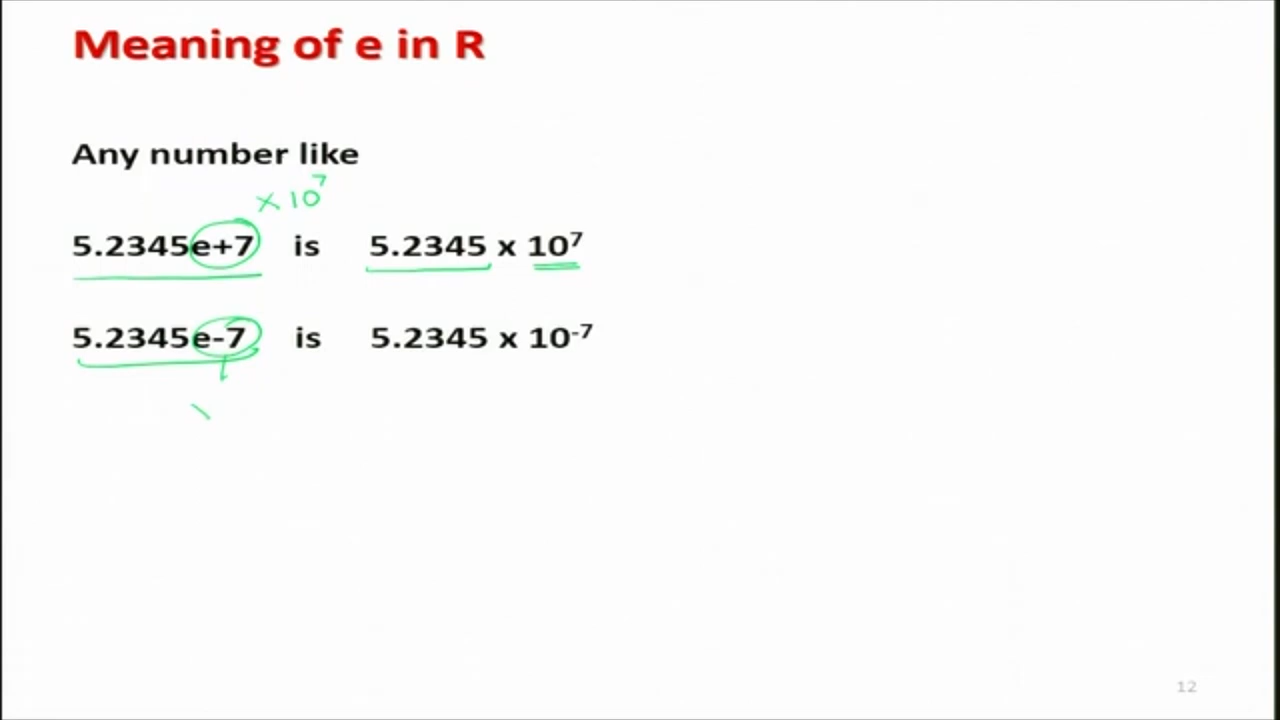 Meaning of e in R
Any number like
× 10⁷
5.2345e+7 is 5.2345 x 10⁷
5.2345e-7 is 5.2345 x 10⁻⁷
12